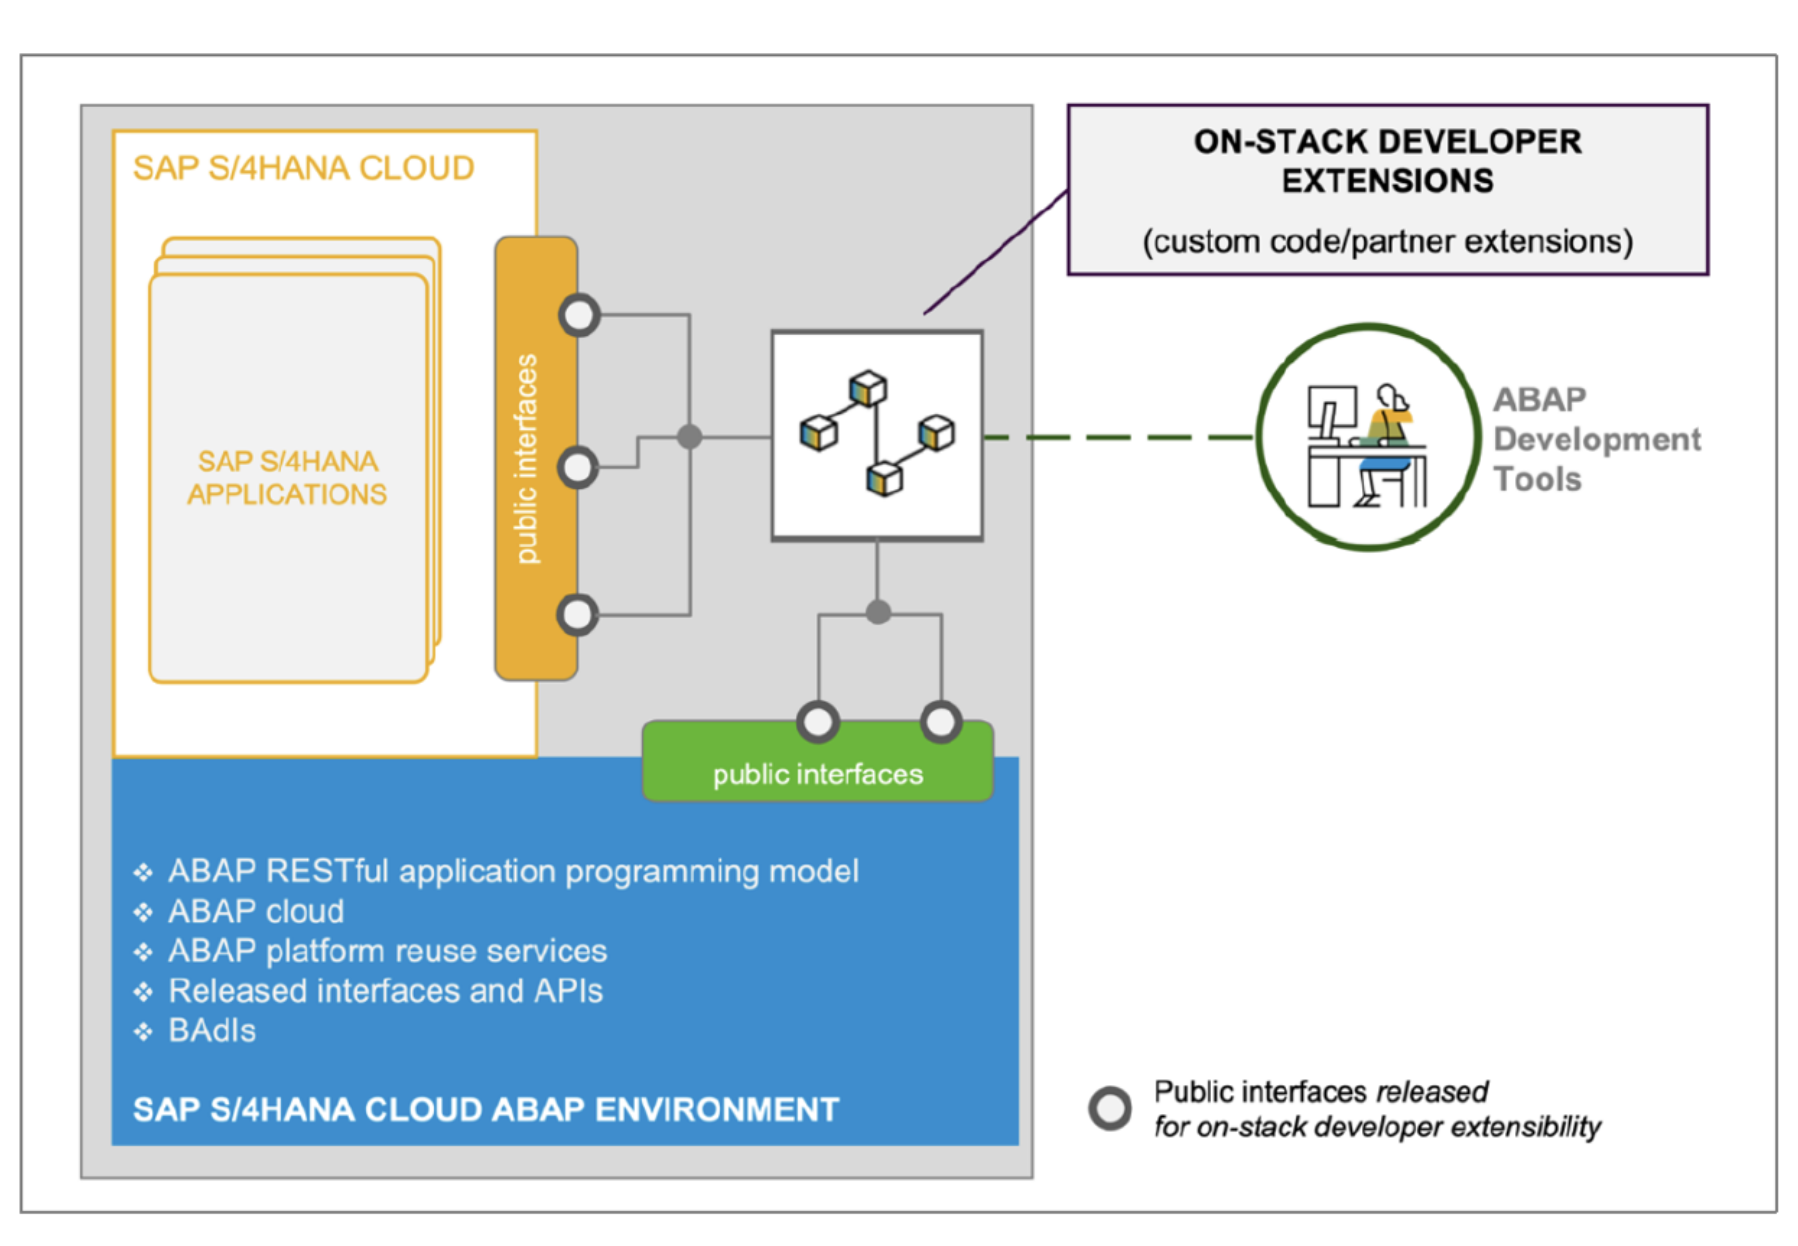 SAP S/4HANA CLOUD
SAP S/4HANA
APPLICATIONS
public interfaces
ON-STACK DEVELOPER
EXTENSIONS
(custom code/partner extensions)
ABAP
Development
Tools
public interfaces
❖ ABAP RESTful application programming model
❖ ABAP cloud
❖ ABAP platform reuse services
❖ Released interfaces and APIs
❖ BAdIs
SAP S/4HANA CLOUD ABAP ENVIRONMENT
Public interfaces released
for on-stack developer extensibility